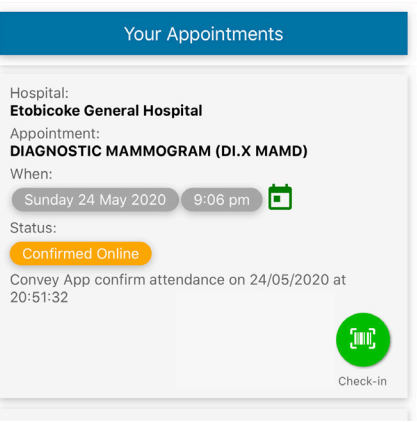 Your Appointments
Hospital:
Etobicoke General Hospital
Appointment:
DIAGNOSTIC MAMMOGRAM (DI.X MAMD)
When:
Sunday 24 May 2020 9:06 pm
Status:
Confirmed Online
Convey App confirm attendance on 24/05/2020 at
20:51:32
Check-in